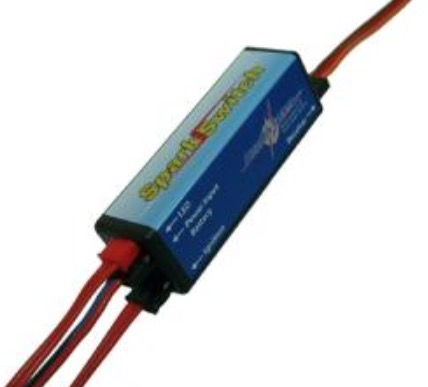 Spark Switch
← LED
← Power Input
Battery
← Ignition